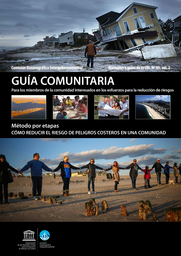 Comisión Oceanográfica Intergubernamental
Manuales y guías de la COI, Nº 50, vol. 2
GUÍA COMUNITARIA
Para los miembros de la comunidad interesados en los esfuerzos para la reducción de riesgos
Método por etapas
CÓMO REDUCIR EL RIESGO DE PELIGROS COSTEROS EN UNA COMUNIDAD